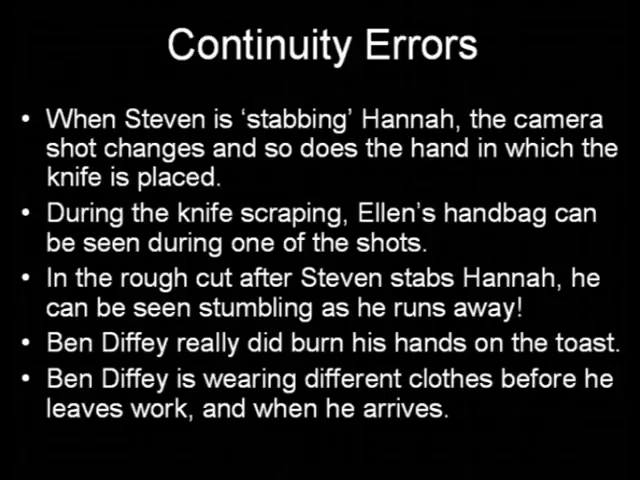 Continuity Errors
• When Steven is ‘stabbing’ Hannah, the camera
shot changes and so does the hand in which the
knife is placed.
• During the knife scraping, Ellen’s handbag can
be seen during one of the shots.
• In the rough cut after Steven stabs Hannah, he
can be seen stumbling as he runs away!
• Ben Diffey really did burn his hands on the toast.
• Ben Diffey is wearing different clothes before he
leaves work, and when he arrives.